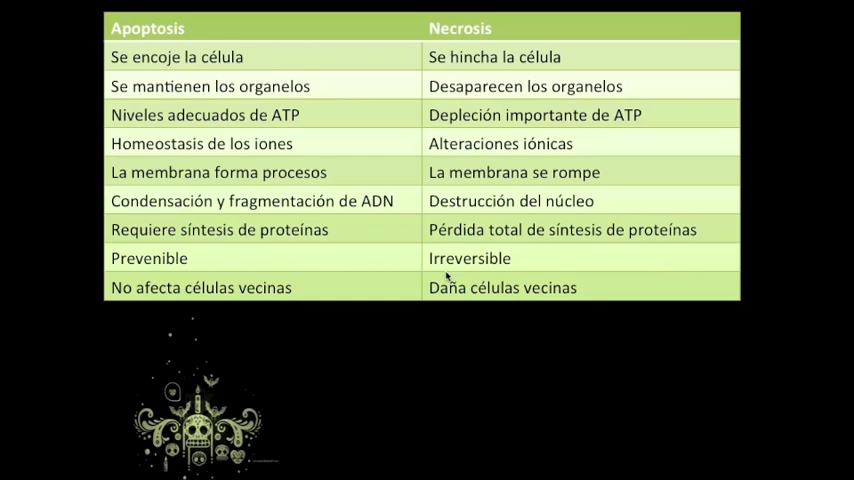 Apoptosis Necrosis
Se encoje la célula Se hincha la célula
Se mantienen los organelos Desaparecen los organelos
Niveles adecuados de ATP Depleción importante de ATP
Homeostasis de los iones Alteraciones iónicas
La membrana forma procesos La membrana se rompe
Condensación y fragmentación de ADN Destrucción del núcleo
Requiere síntesis de proteínas Pérdida total de síntesis de proteínas
Prevenible Irreversible
No afecta células vecinas Daña células vecinas